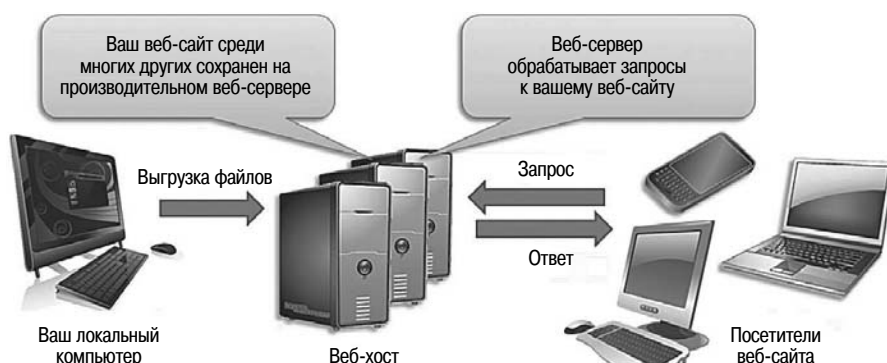 Ваш веб-сайт среди
многих других сохранен на
производительном веб-сервере
Веб-сервер
обрабатывает запросы
к вашему веб-сайту
Выгрузка файлов
Запрос
Ответ
Ваш локальный
компьютер
Веб-хост
Посетители
веб-сайта